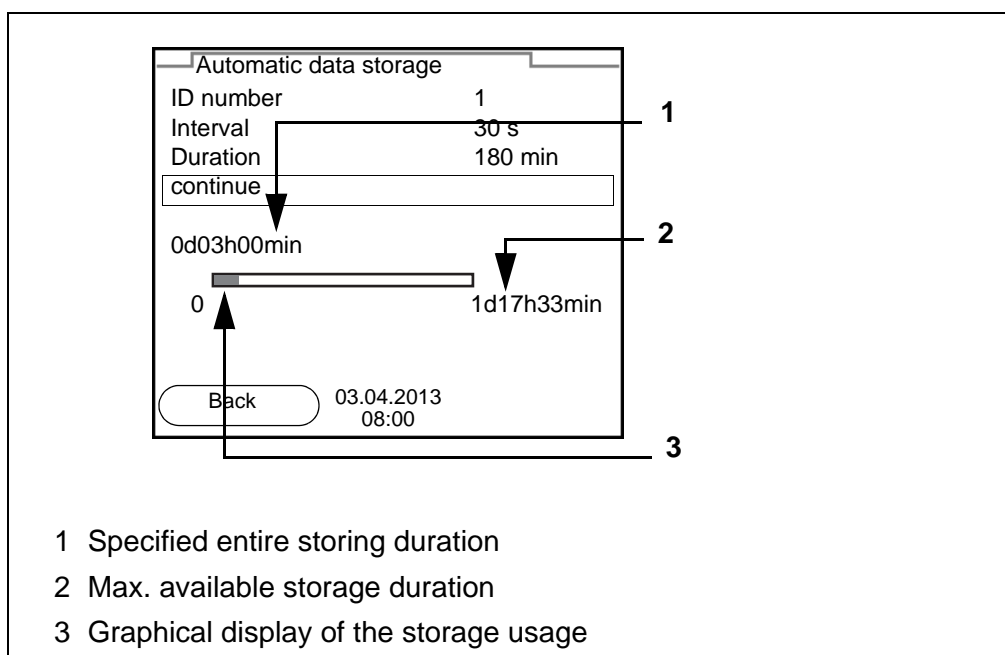 Automatic data storage
ID number 1
1
Interval 30 s
Duration 180 min
continue
2
0d03h00min
0 1d17h33min
Back 03.04.2013
08:00
3
1 Specified entire storing duration
2 Max. available storage duration
3 Graphical display of the storage usage